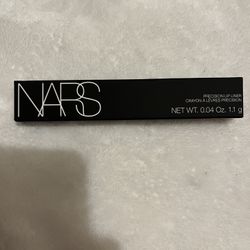 NARS
PRECISION LIP LINER
CRAYON À LÈVRES PRÉCISION
NET WT. 0.04 Oz. 1.1 g